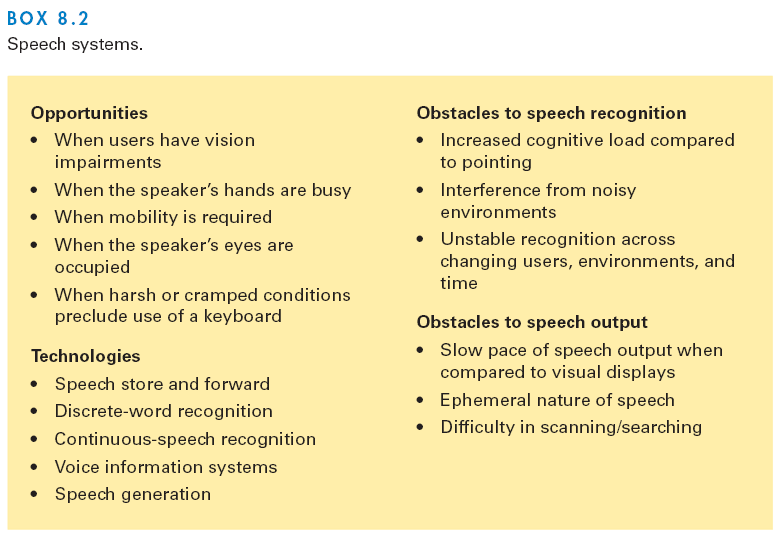 BOX 8.2
Speech systems.
Opportunities
• When users have vision
impairments
• When the speaker’s hands are busy
• When mobility is required
• When the speaker’s eyes are
occupied
• When harsh or cramped conditions
preclude use of a keyboard
Technologies
• Speech store and forward
• Discrete-word recognition
• Continuous-speech recognition
• Voice information systems
• Speech generation
Obstacles to speech recognition
• Increased cognitive load compared
to pointing
• Interference from noisy
environments
• Unstable recognition across
changing users, environments, and
time
Obstacles to speech output
• Slow pace of speech output when
compared to visual displays
• Ephemeral nature of speech
• Difficulty in scanning/searching